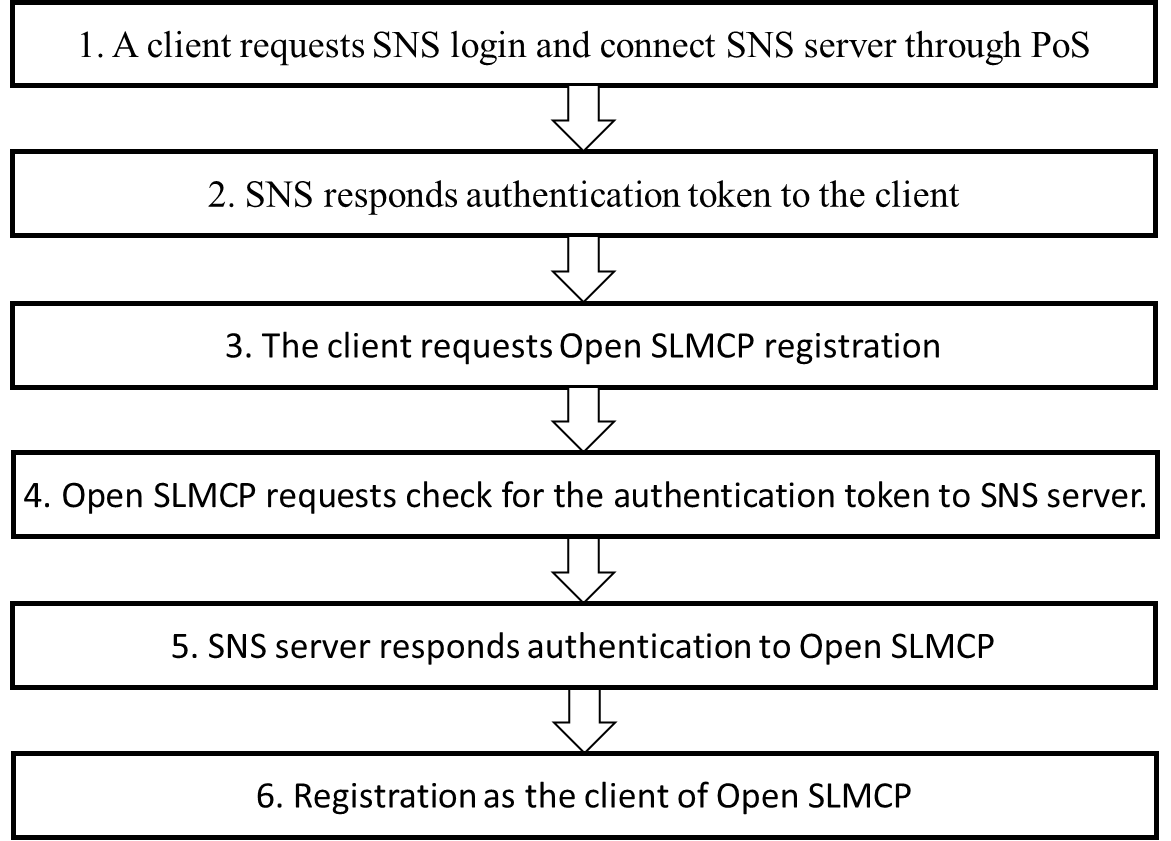 1. A client requests SNS login and connect SNS server through PoS
2. SNS responds authentication token to the client
3. The client requests Open SLMCP registration
4. Open SLMCP requests check for the authentication token to SNS server.
5. SNS server responds authentication to Open SLMCP
6. Registration as the client of Open SLMCP